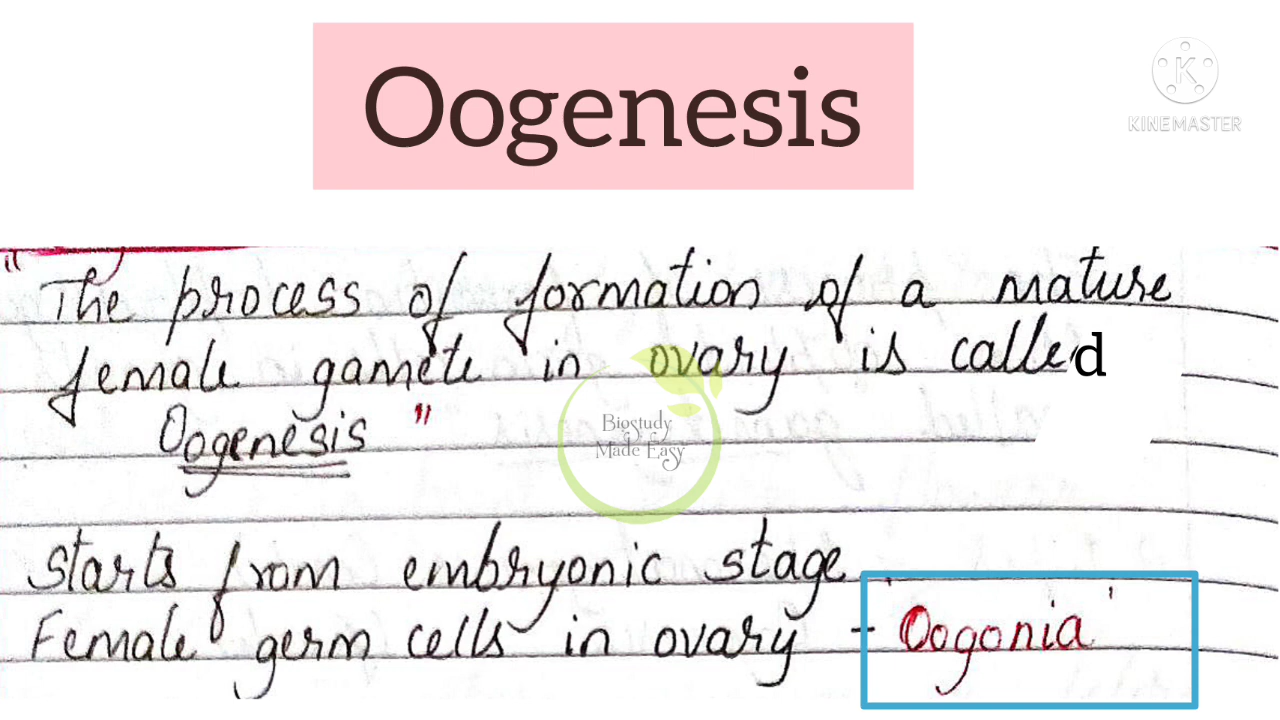 Oogenesis
KINEMASTER
"The process of formation of a mature
female gamete in ovary is called
Oogenesis"
Biostudy
Made Easy
Starts from embryonic stage.
Female germ cells in ovary - 'Oogonia'